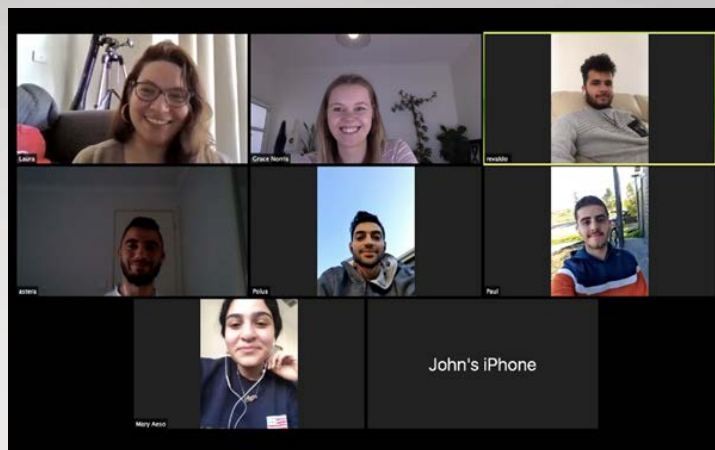 Laura
Grace Norris
revaldo
astera
Polus
Paul
Mary Aeso
John's iPhone